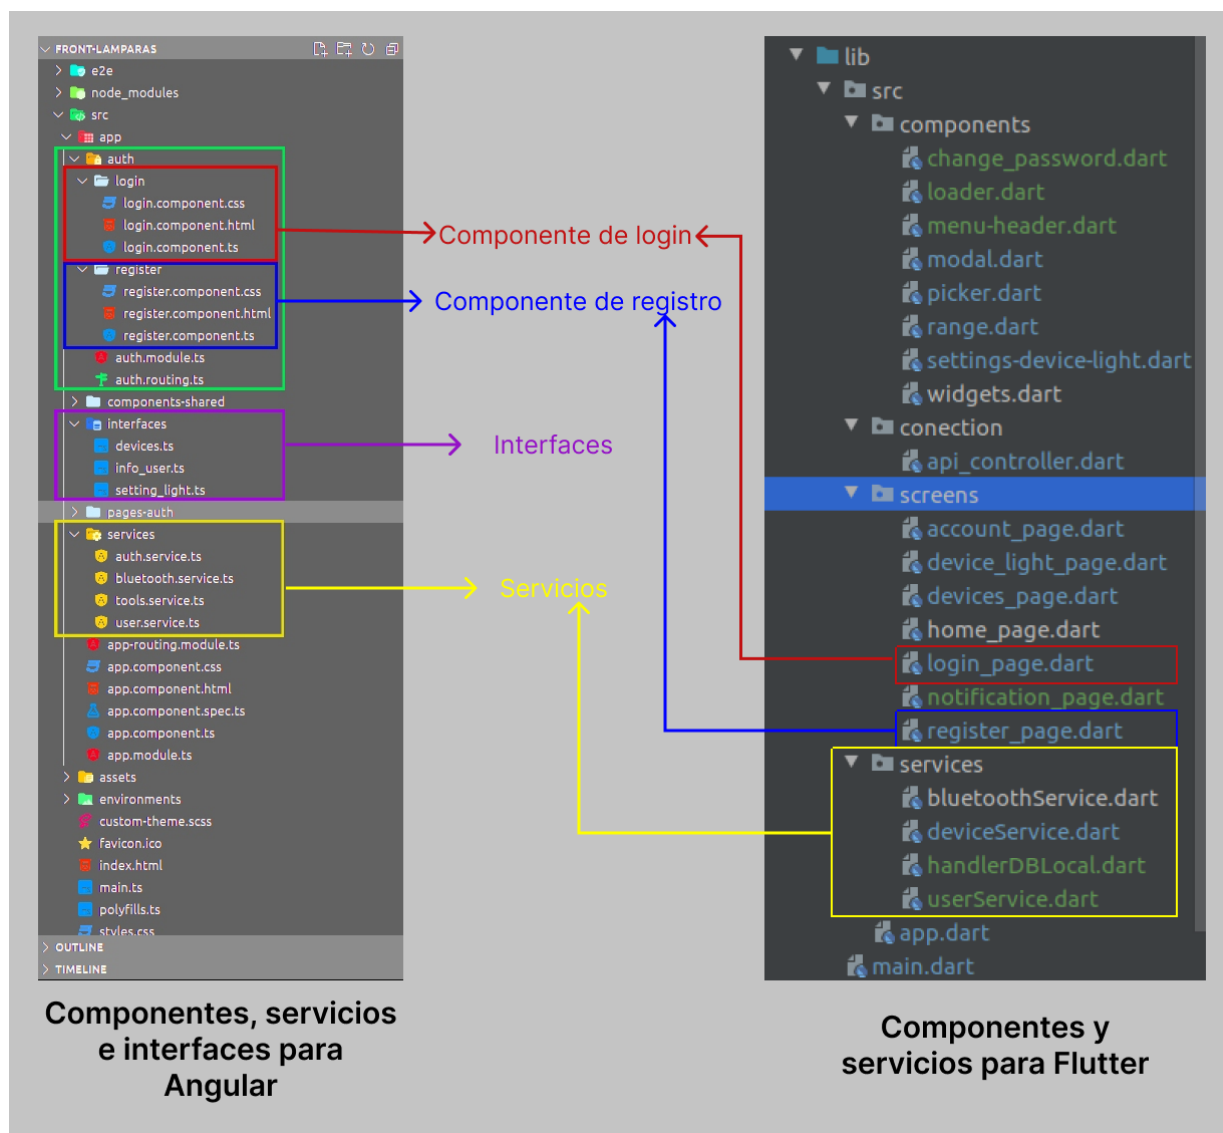 FRONT-LAMPARAS
e2e
node_modules
src
app
auth
login
login.component.css
login.component.html
login.component.ts
register
register.component.css
register.component.html
register.component.ts
auth.module.ts
auth.routing.ts
components-shared
interfaces
devices.ts
info_user.ts
setting_light.ts
pages-auth
services
auth.service.ts
bluetooth.service.ts
tools.service.ts
user.service.ts
app-routing.module.ts
app.component.css
app.component.html
app.component.spec.ts
app.component.ts
app.module.ts
assets
environments
custom-theme.scss
favicon.ico
index.html
main.ts
polyfills.ts
styles.css
OUTLINE
TIMELINE
Componentes, servicios
e interfaces para
Angular
Componente de login
Componente de registro
Interfaces
Servicios
lib
src
components
change_password.dart
loader.dart
menu-header.dart
modal.dart
picker.dart
range.dart
settings-device-light.dart
widgets.dart
conection
api_controller.dart
screens
account_page.dart
device_light_page.dart
devices_page.dart
home_page.dart
login_page.dart
notification_page.dart
register_page.dart
services
bluetoothService.dart
deviceService.dart
handlerDBLocal.dart
userService.dart
app.dart
main.dart
Componentes y
servicios para Flutter